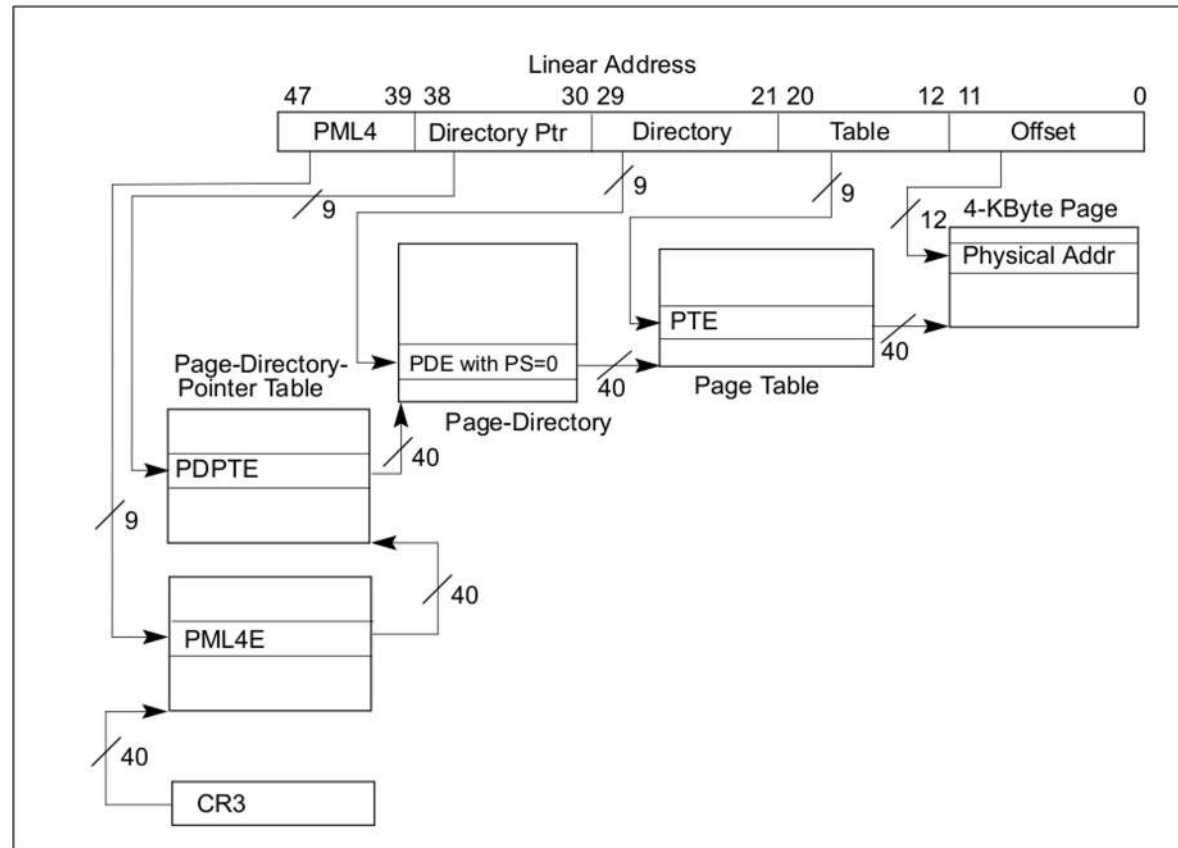 Linear Address
47 39 38 30 29 21 20 12 11 0
PML4 Directory Ptr Directory Table Offset
9 9 9
12 4-KByte Page
Physical Addr
PTE
40
PDE with PS=0
40
Page Table
Page-Directory-
Pointer Table
Page-Directory
40
PDPTE
9
40
PML4E
40
CR3